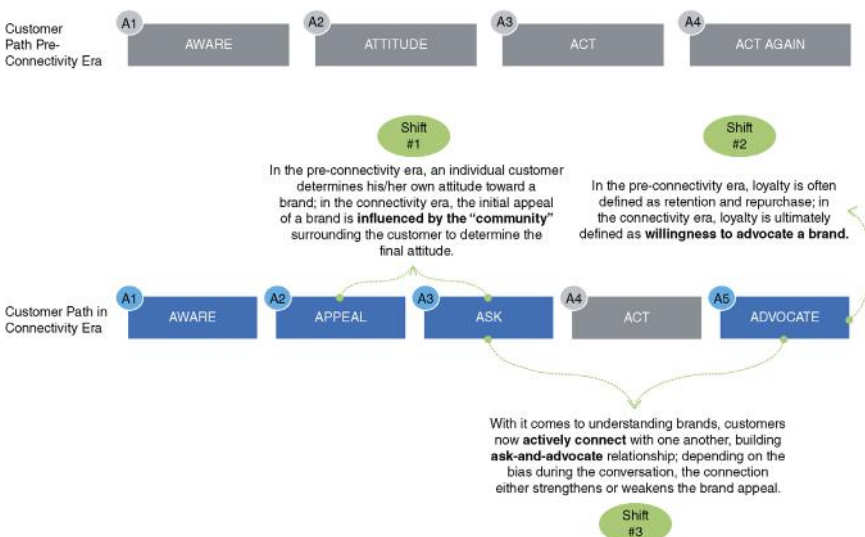 Customer
Path Pre-
Connectivity Era
A1
AWARE
A2
ATTITUDE
A3
ACT
A4
ACT AGAIN
Shift
#1
In the pre-connectivity era, an individual customer
determines his/her own attitude toward a
brand; in the connectivity era, the initial appeal
of a brand is influenced by the “community”
surrounding the customer to determine the
final attitude.
Shift
#2
In the pre-connectivity era, loyalty is often
defined as retention and repurchase; in
the connectivity era, loyalty is ultimately
defined as willingness to advocate a brand.
Customer Path in
Connectivity Era
A1
AWARE
A2
APPEAL
A3
ASK
A4
ACT
A5
ADVOCATE
With it comes to understanding brands, customers
now actively connect with one another, building
ask-and-advocate relationship; depending on the
bias during the conversation, the connection
either strengthens or weakens the brand appeal.
Shift
#3